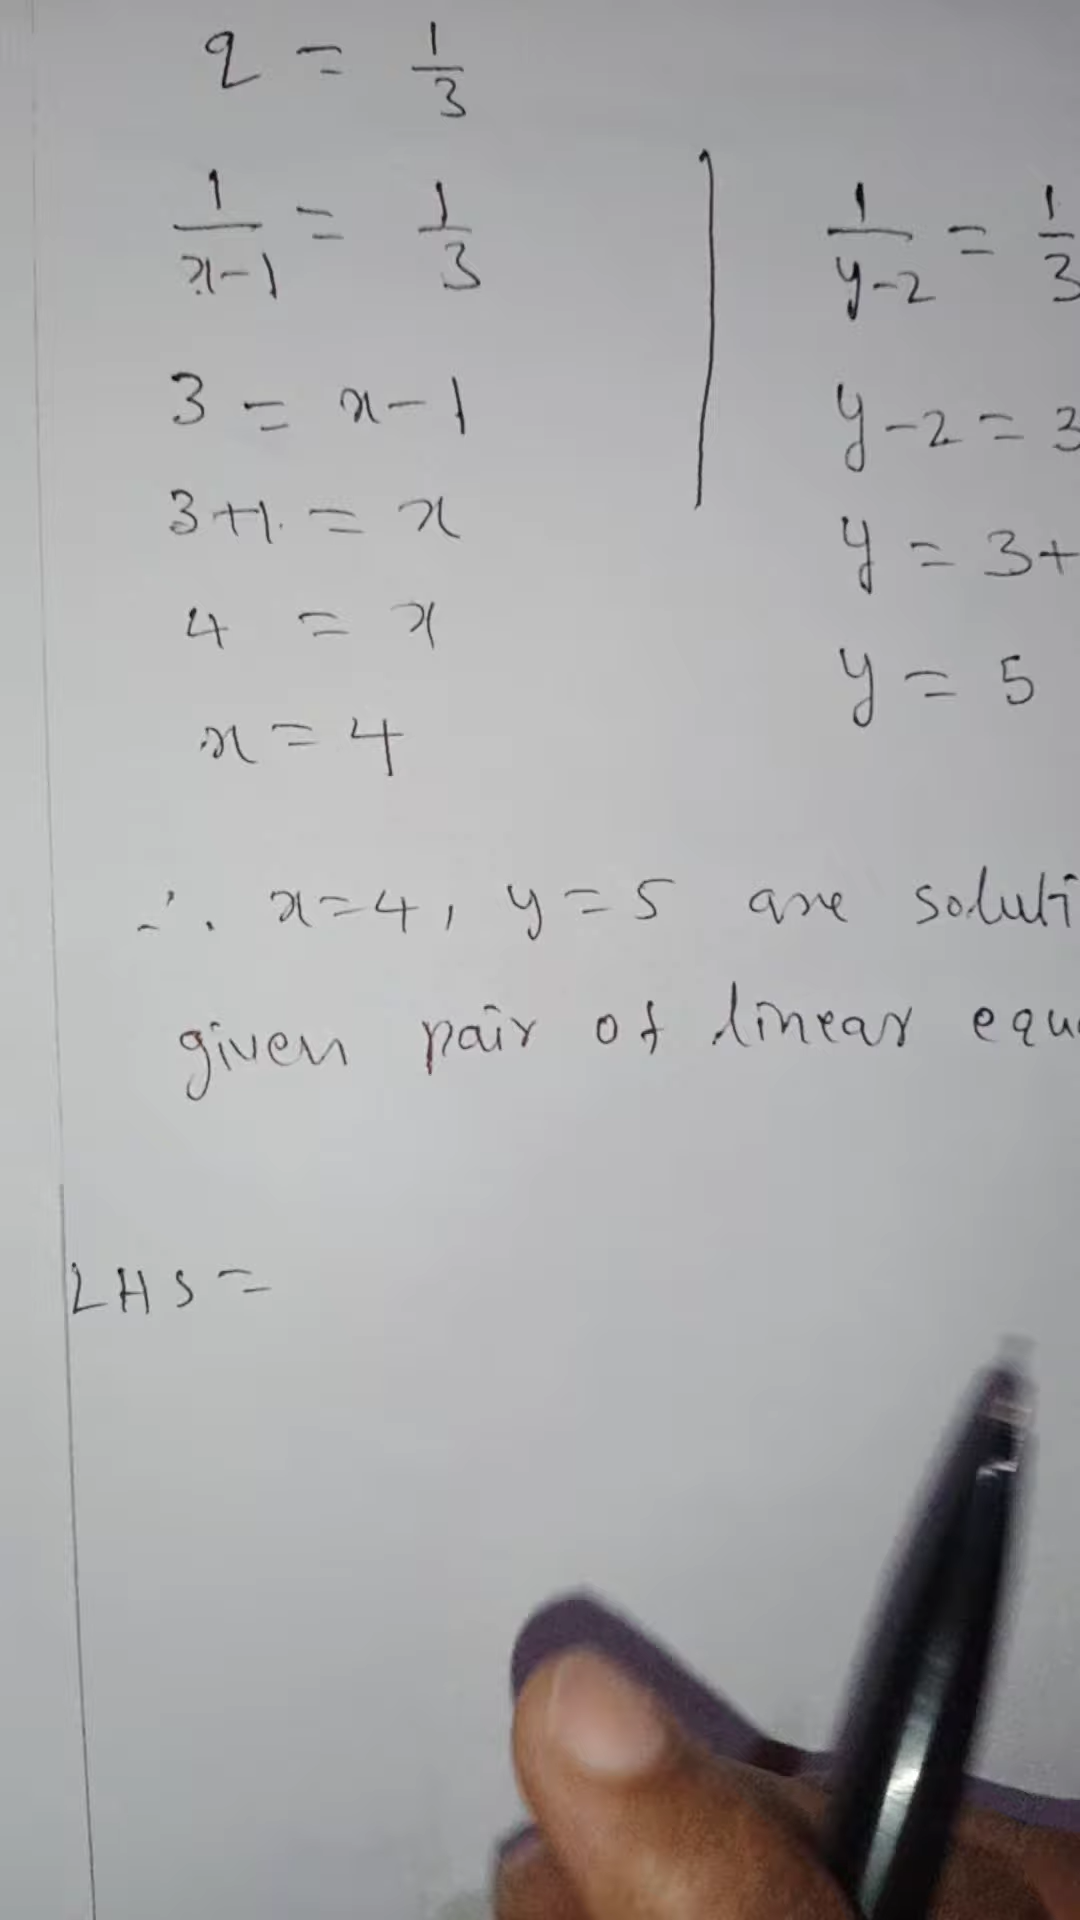 q = 1/3
1/(x-1) = 1/3
3 = x-1
3+1 = x
4 = x
x = 4
1/(y-2) = 1/3
y-2 = 3
y = 3+
y = 5
∴ x=4, y=5 are soluti
given pair of linear equa
LHS =